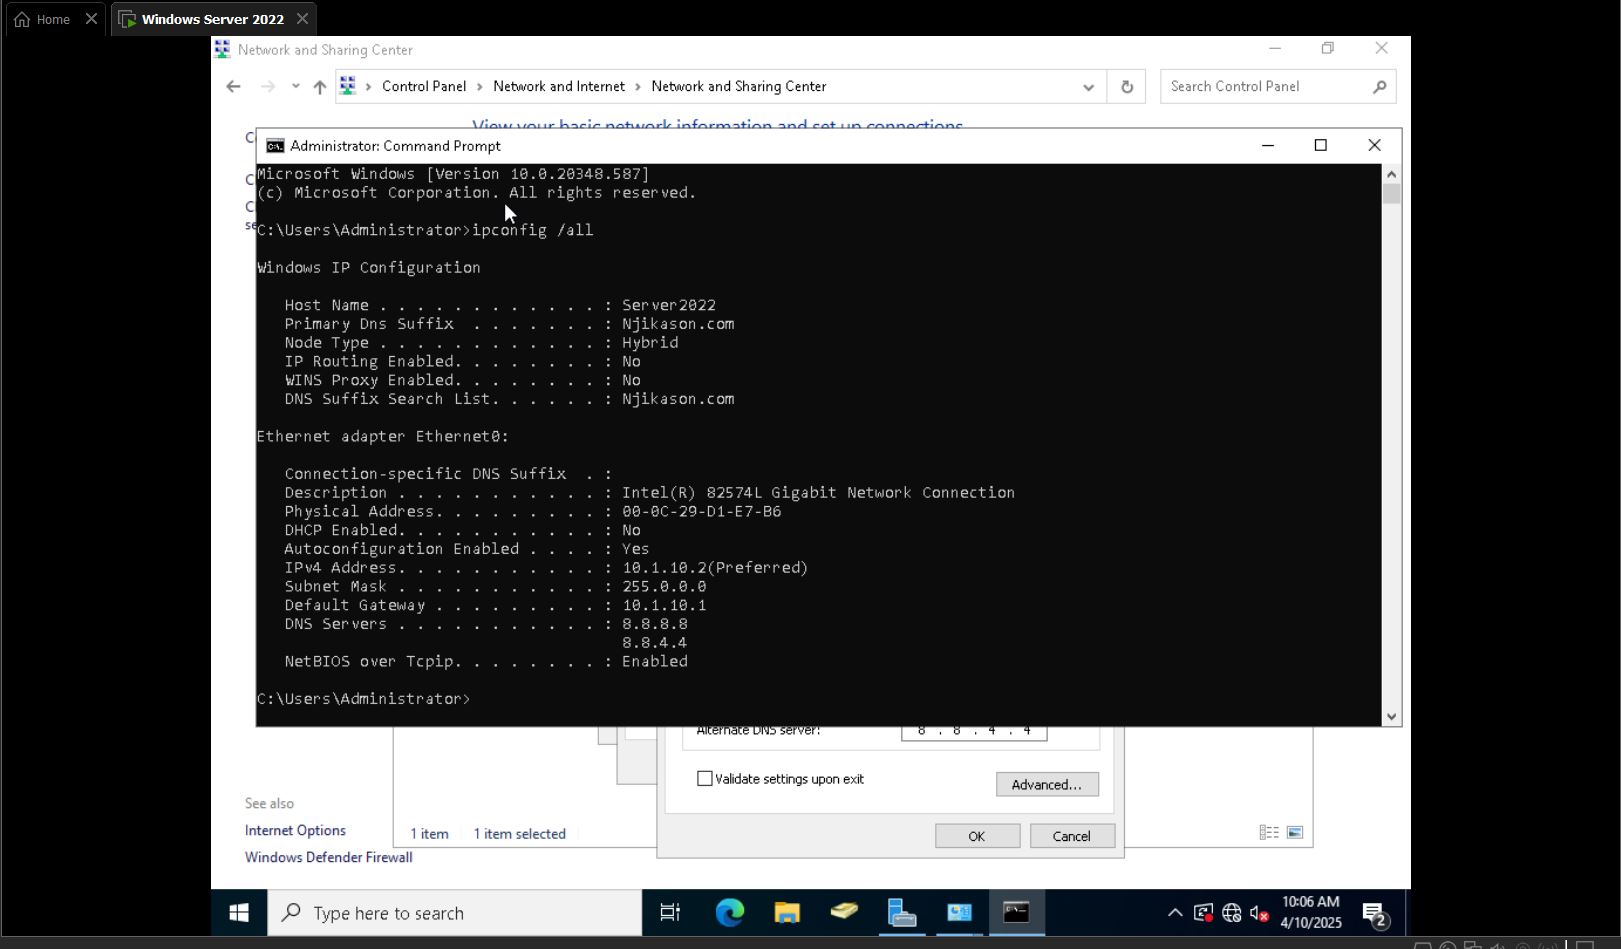 Home
Windows Server 2022
Network and Sharing Center
Control Panel > Network and Internet > Network and Sharing Center
Search Control Panel
View your basic network information and set up connections
Administrator: Command Prompt
Microsoft Windows [Version 10.0.20348.587]
(c) Microsoft Corporation. All rights reserved.
C:\Users\Administrator>ipconfig /all
Windows IP Configuration
Host Name . . . . . . . . . . . . : Server2022
Primary Dns Suffix  . . . . . . . : Njikason.com
Node Type . . . . . . . . . . . . : Hybrid
IP Routing Enabled. . . . . . . . : No
WINS Proxy Enabled. . . . . . . . : No
DNS Suffix Search List. . . . . . : Njikason.com
Ethernet adapter Ethernet0:
Connection-specific DNS Suffix  . :
Description . . . . . . . . . . . : Intel(R) 82574L Gigabit Network Connection
Physical Address. . . . . . . . . : 00-0C-29-D1-E7-B6
DHCP Enabled. . . . . . . . . . . : No
Autoconfiguration Enabled . . . . : Yes
IPv4 Address. . . . . . . . . . . : 10.1.10.2(Preferred)
Subnet Mask . . . . . . . . . . . : 255.0.0.0
Default Gateway . . . . . . . . . : 10.1.10.1
DNS Servers . . . . . . . . . . . : 8.8.8.8
8.8.4.4
NetBIOS over Tcpip. . . . . . . . : Enabled
C:\Users\Administrator>
Alternate DNS server: 8 . 8 . 4 . 4
Validate settings upon exit
Advanced...
OK Cancel
See also
Internet Options
Windows Defender Firewall
1 item 1 item selected
Type here to search
10:06 AM
4/10/2025
2